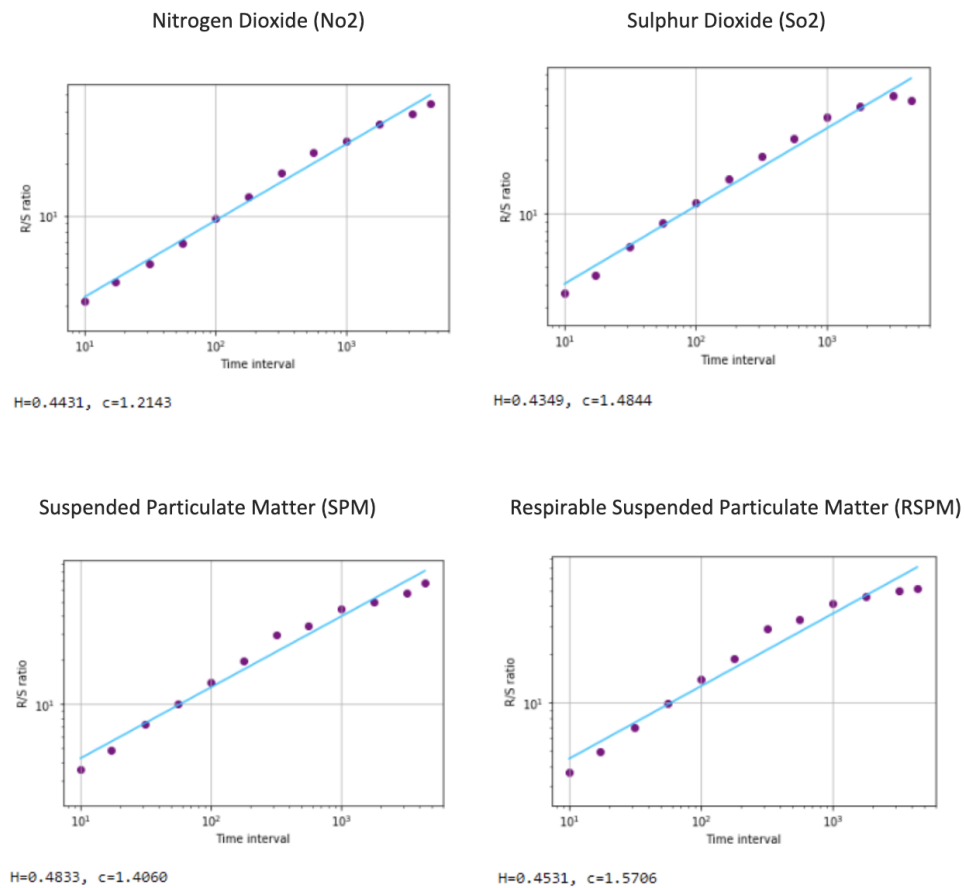 Nitrogen Dioxide (No2)
R/S ratio
10¹
10¹
10²
10³
Time interval
H=0.4431, c=1.2143
Sulphur Dioxide (So2)
R/S ratio
10¹
10¹
10²
10³
Time interval
H=0.4349, c=1.4844
Suspended Particulate Matter (SPM)
R/S ratio
10¹
10¹
10²
10³
Time interval
H=0.4833, c=1.4060
Respirable Suspended Particulate Matter (RSPM)
R/S ratio
10¹
10¹
10²
10³
Time interval
H=0.4531, c=1.5706